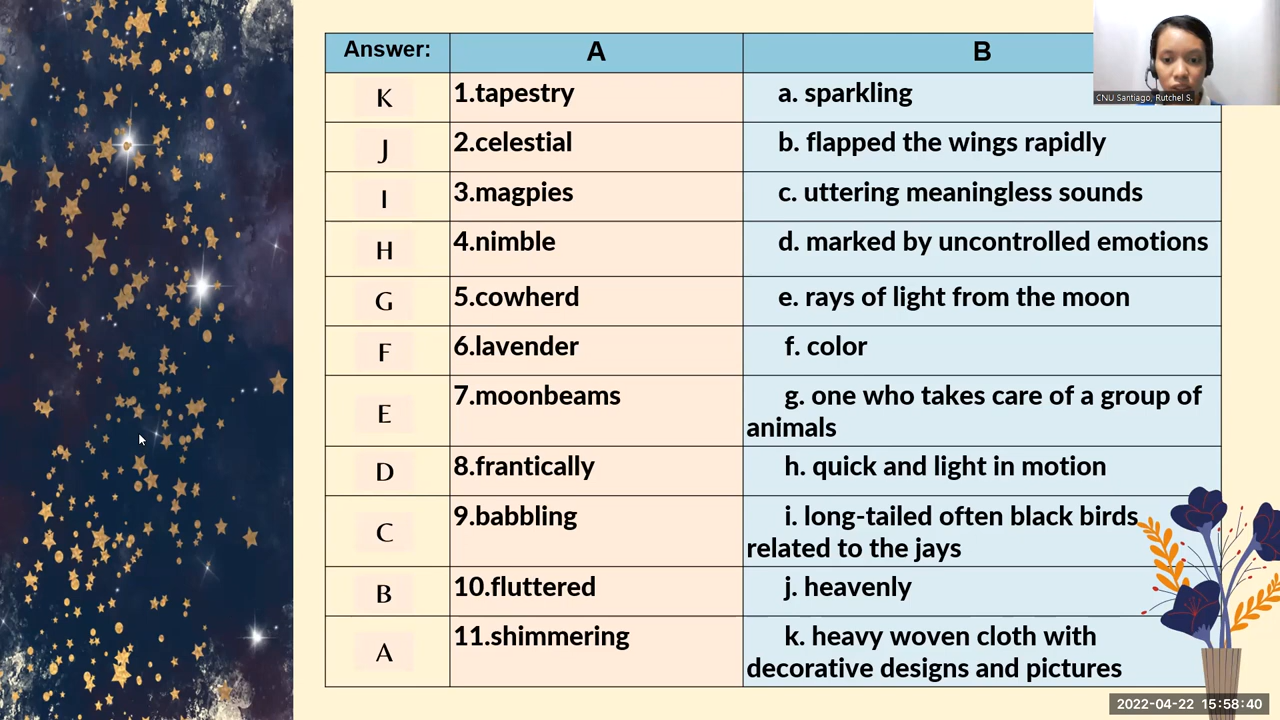 Answer: A B
CNU Santiago, Rutchel S.
K 1.tapestry a. sparkling
J 2.celestial b. flapped the wings rapidly
I 3.magpies c. uttering meaningless sounds
H 4.nimble d. marked by uncontrolled emotions
G 5.cowherd e. rays of light from the moon
F 6.lavender f. color
E 7.moonbeams g. one who takes care of a group of
animals
D 8.frantically h. quick and light in motion
C 9.babbling i. long-tailed often black birds
related to the jays
B 10.fluttered j. heavenly
A 11.shimmering k. heavy woven cloth with
decorative designs and pictures
2022-04-22 15:58:40